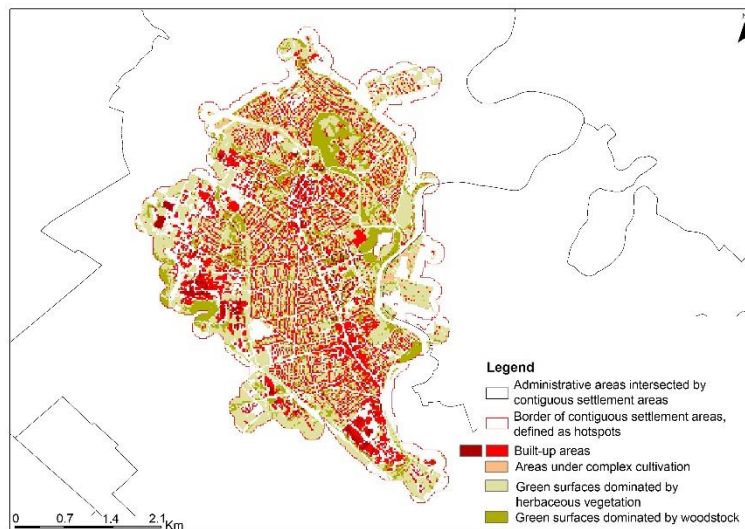 Legend
Administrative areas intersected by
contiguous settlement areas
Border of contiguous settlement areas,
defined as hotspots
Built-up areas
Areas under complex cultivation
Green surfaces dominated by
herbaceous vegetation
Green surfaces dominated by woodstock
0 0.7 1.4 2.1
Km